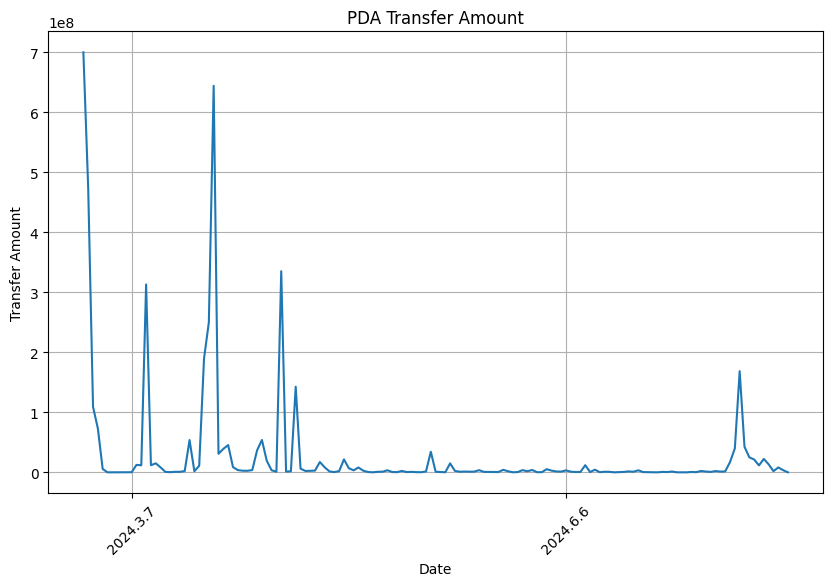 PDA Transfer Amount
1e8
7
6
5
4
3
2
1
0
Transfer Amount
2024.3.7
2024.6.6
Date